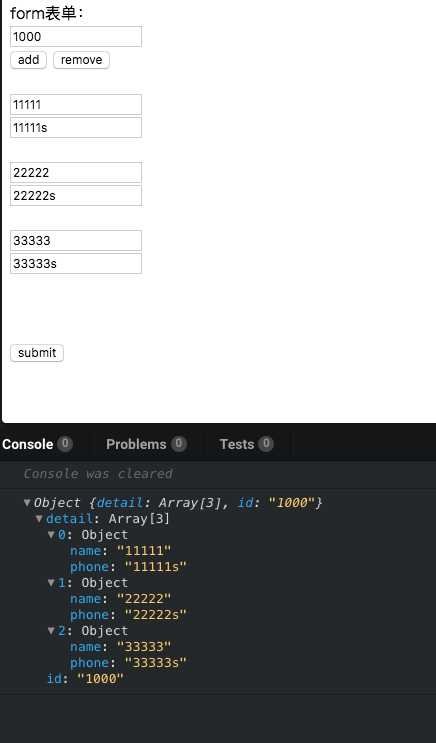 form表单：
1000
add remove
11111
11111s
22222
22222s
33333
33333s
submit
Console 0 Problems 0 Tests 0
Console was cleared
▼Object {detail: Array[3], id: "1000"}
▼detail: Array[3]
▼0: Object
name: "11111"
phone: "11111s"
▼1: Object
name: "22222"
phone: "22222s"
▼2: Object
name: "33333"
phone: "33333s"
id: "1000"